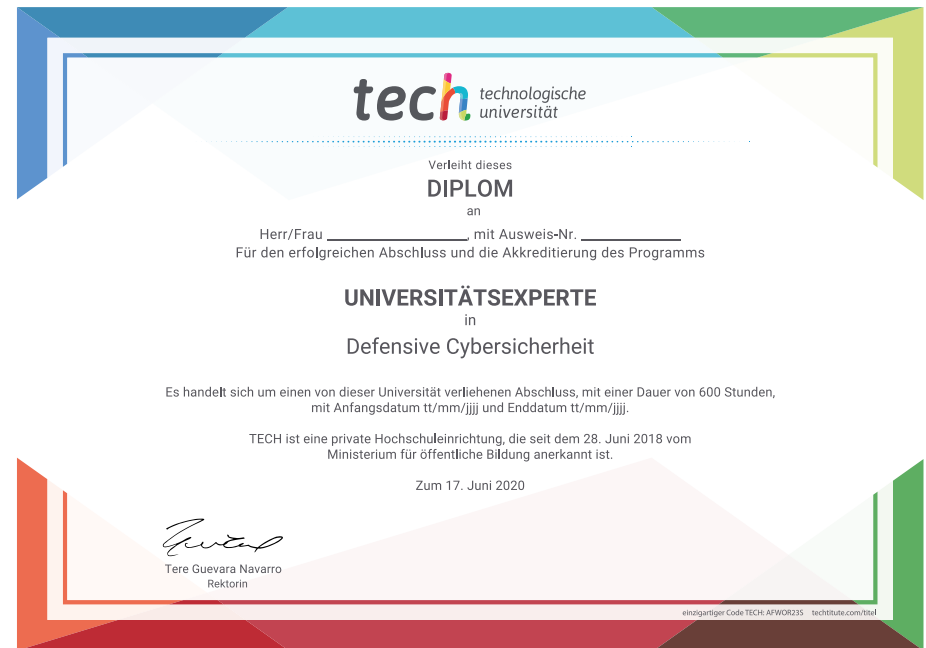 tech technologische
universität
Verleiht dieses
DIPLOM
an
Herr/Frau ____________________, mit Ausweis-Nr. ______________
Für den erfolgreichen Abschluss und die Akkreditierung des Programms
UNIVERSITÄTSEXPERTE
in
Defensive Cybersicherheit
Es handelt sich um einen von dieser Universität verliehenen Abschluss, mit einer Dauer von 600 Stunden,
mit Anfangsdatum tt/mm/jjjj und Enddatum tt/mm/jjjj.
TECH ist eine private Hochschuleinrichtung, die seit dem 28. Juni 2018 vom
Ministerium für öffentliche Bildung anerkannt ist.
Zum 17. Juni 2020
Tere Guevara Navarro
Rektorin
einzigartiger Code TECH: AFWOR23S techtitute.com/titel